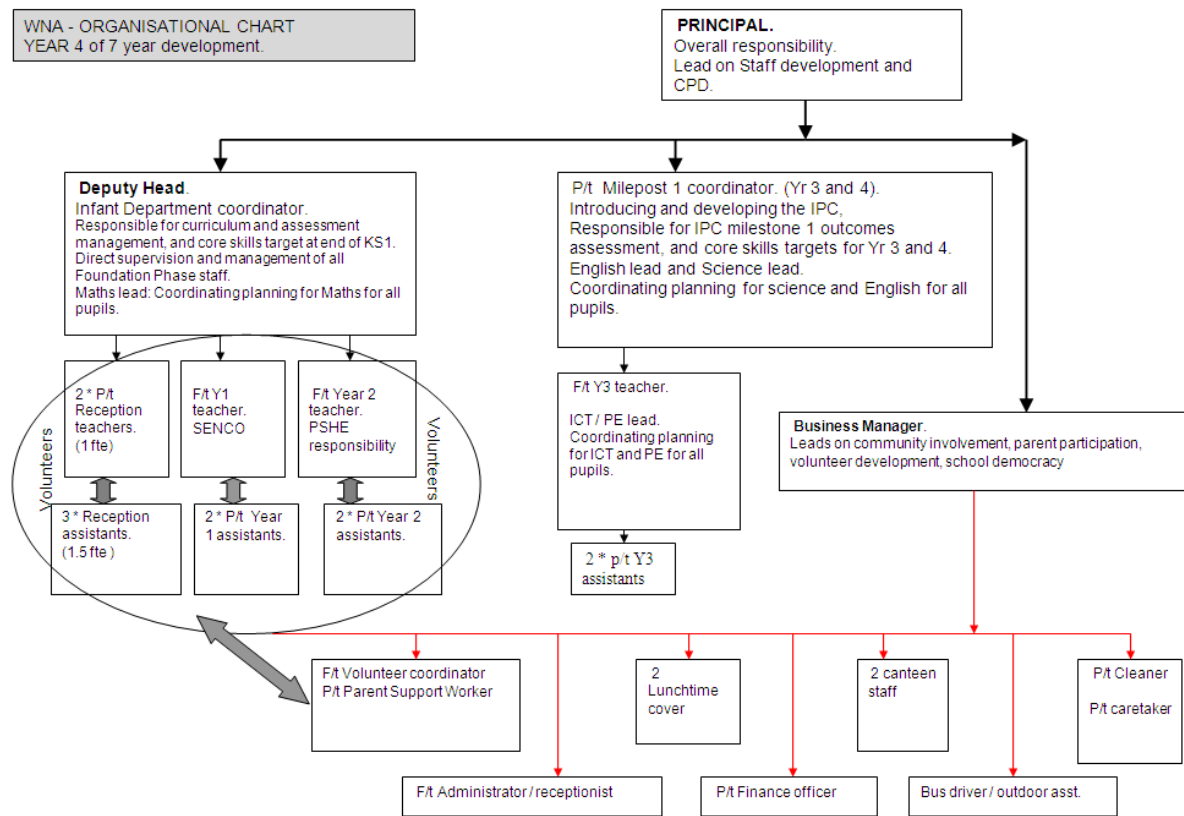 WNA - ORGANISATIONAL CHART
YEAR 4 of 7 year development.
PRINCIPAL.
Overall responsibility.
Lead on Staff development and
CPD.
Deputy Head.
Infant Department coordinator.
Responsible for curriculum and assessment
management, and core skills target at end of KS1.
Direct supervision and management of all
Foundation Phase staff.
Maths lead: Coordinating planning for Maths for all
pupils.
P/t Milepost 1 coordinator. (Yr 3 and 4).
Introducing and developing the IPC,
Responsible for IPC milestone 1 outcomes
assessment, and core skills targets for Yr 3 and 4.
English lead and Science lead.
Coordinating planning for science and English for all
pupils.
2 * P/t
Reception
teachers.
(1 fte)
F/t Y1
teacher.
SENCO
F/t Year 2
teacher.
PSHE
responsibility
Volunteers
Volunteers
F/t Y3 teacher.
ICT / PE lead.
Coordinating planning
for ICT and PE for all
pupils.
Business Manager.
Leads on community involvement, parent participation,
volunteer development, school democracy
3 * Reception
assistants.
(1.5 fte )
2 * P/t Year
1 assistants.
2 * P/t Year 2
assistants.
2 * p/t Y3
assistants
F/t Volunteer coordinator
P/t Parent Support Worker
2
Lunchtime
cover
2 canteen
staff
P/t Cleaner
P/t caretaker
F/t Administrator / receptionist
P/t Finance officer
Bus driver / outdoor asst.